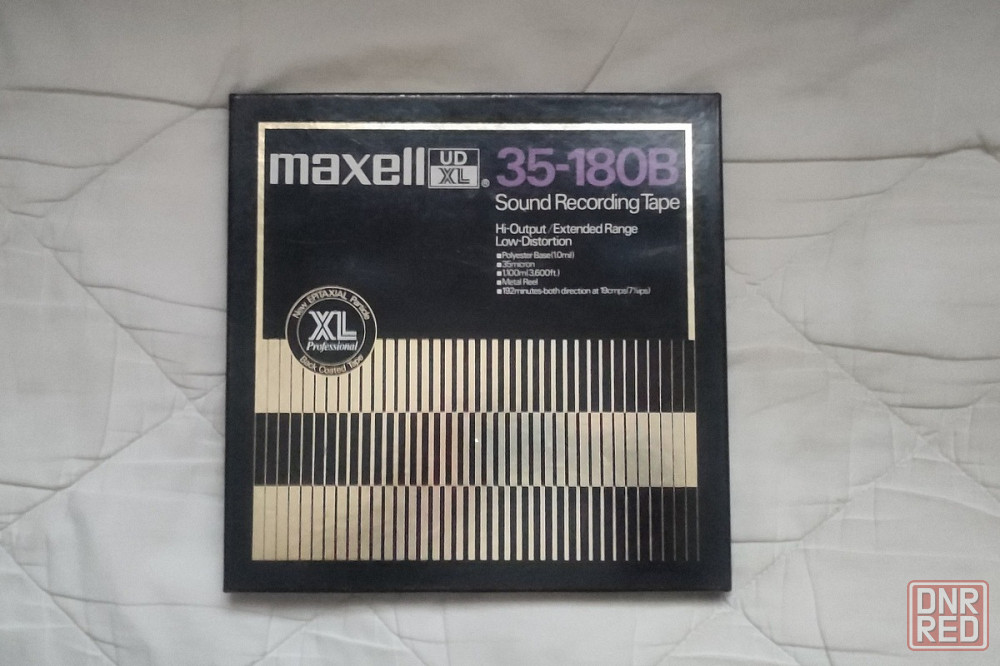 maxell UD XL ® 35-180B
Sound Recording Tape
Hi-Output / Extended Range
Low-Distortion
■ Polyester Base (1.0mil)
■ 35micron
■ 1,100m (3,600ft.)
■ Metal Reel
■ 192minutes-both direction at 19cmps (7½ips)
New EPITAXIAL Particle
XL
Professional
Back Coated Tape
DNR
RED